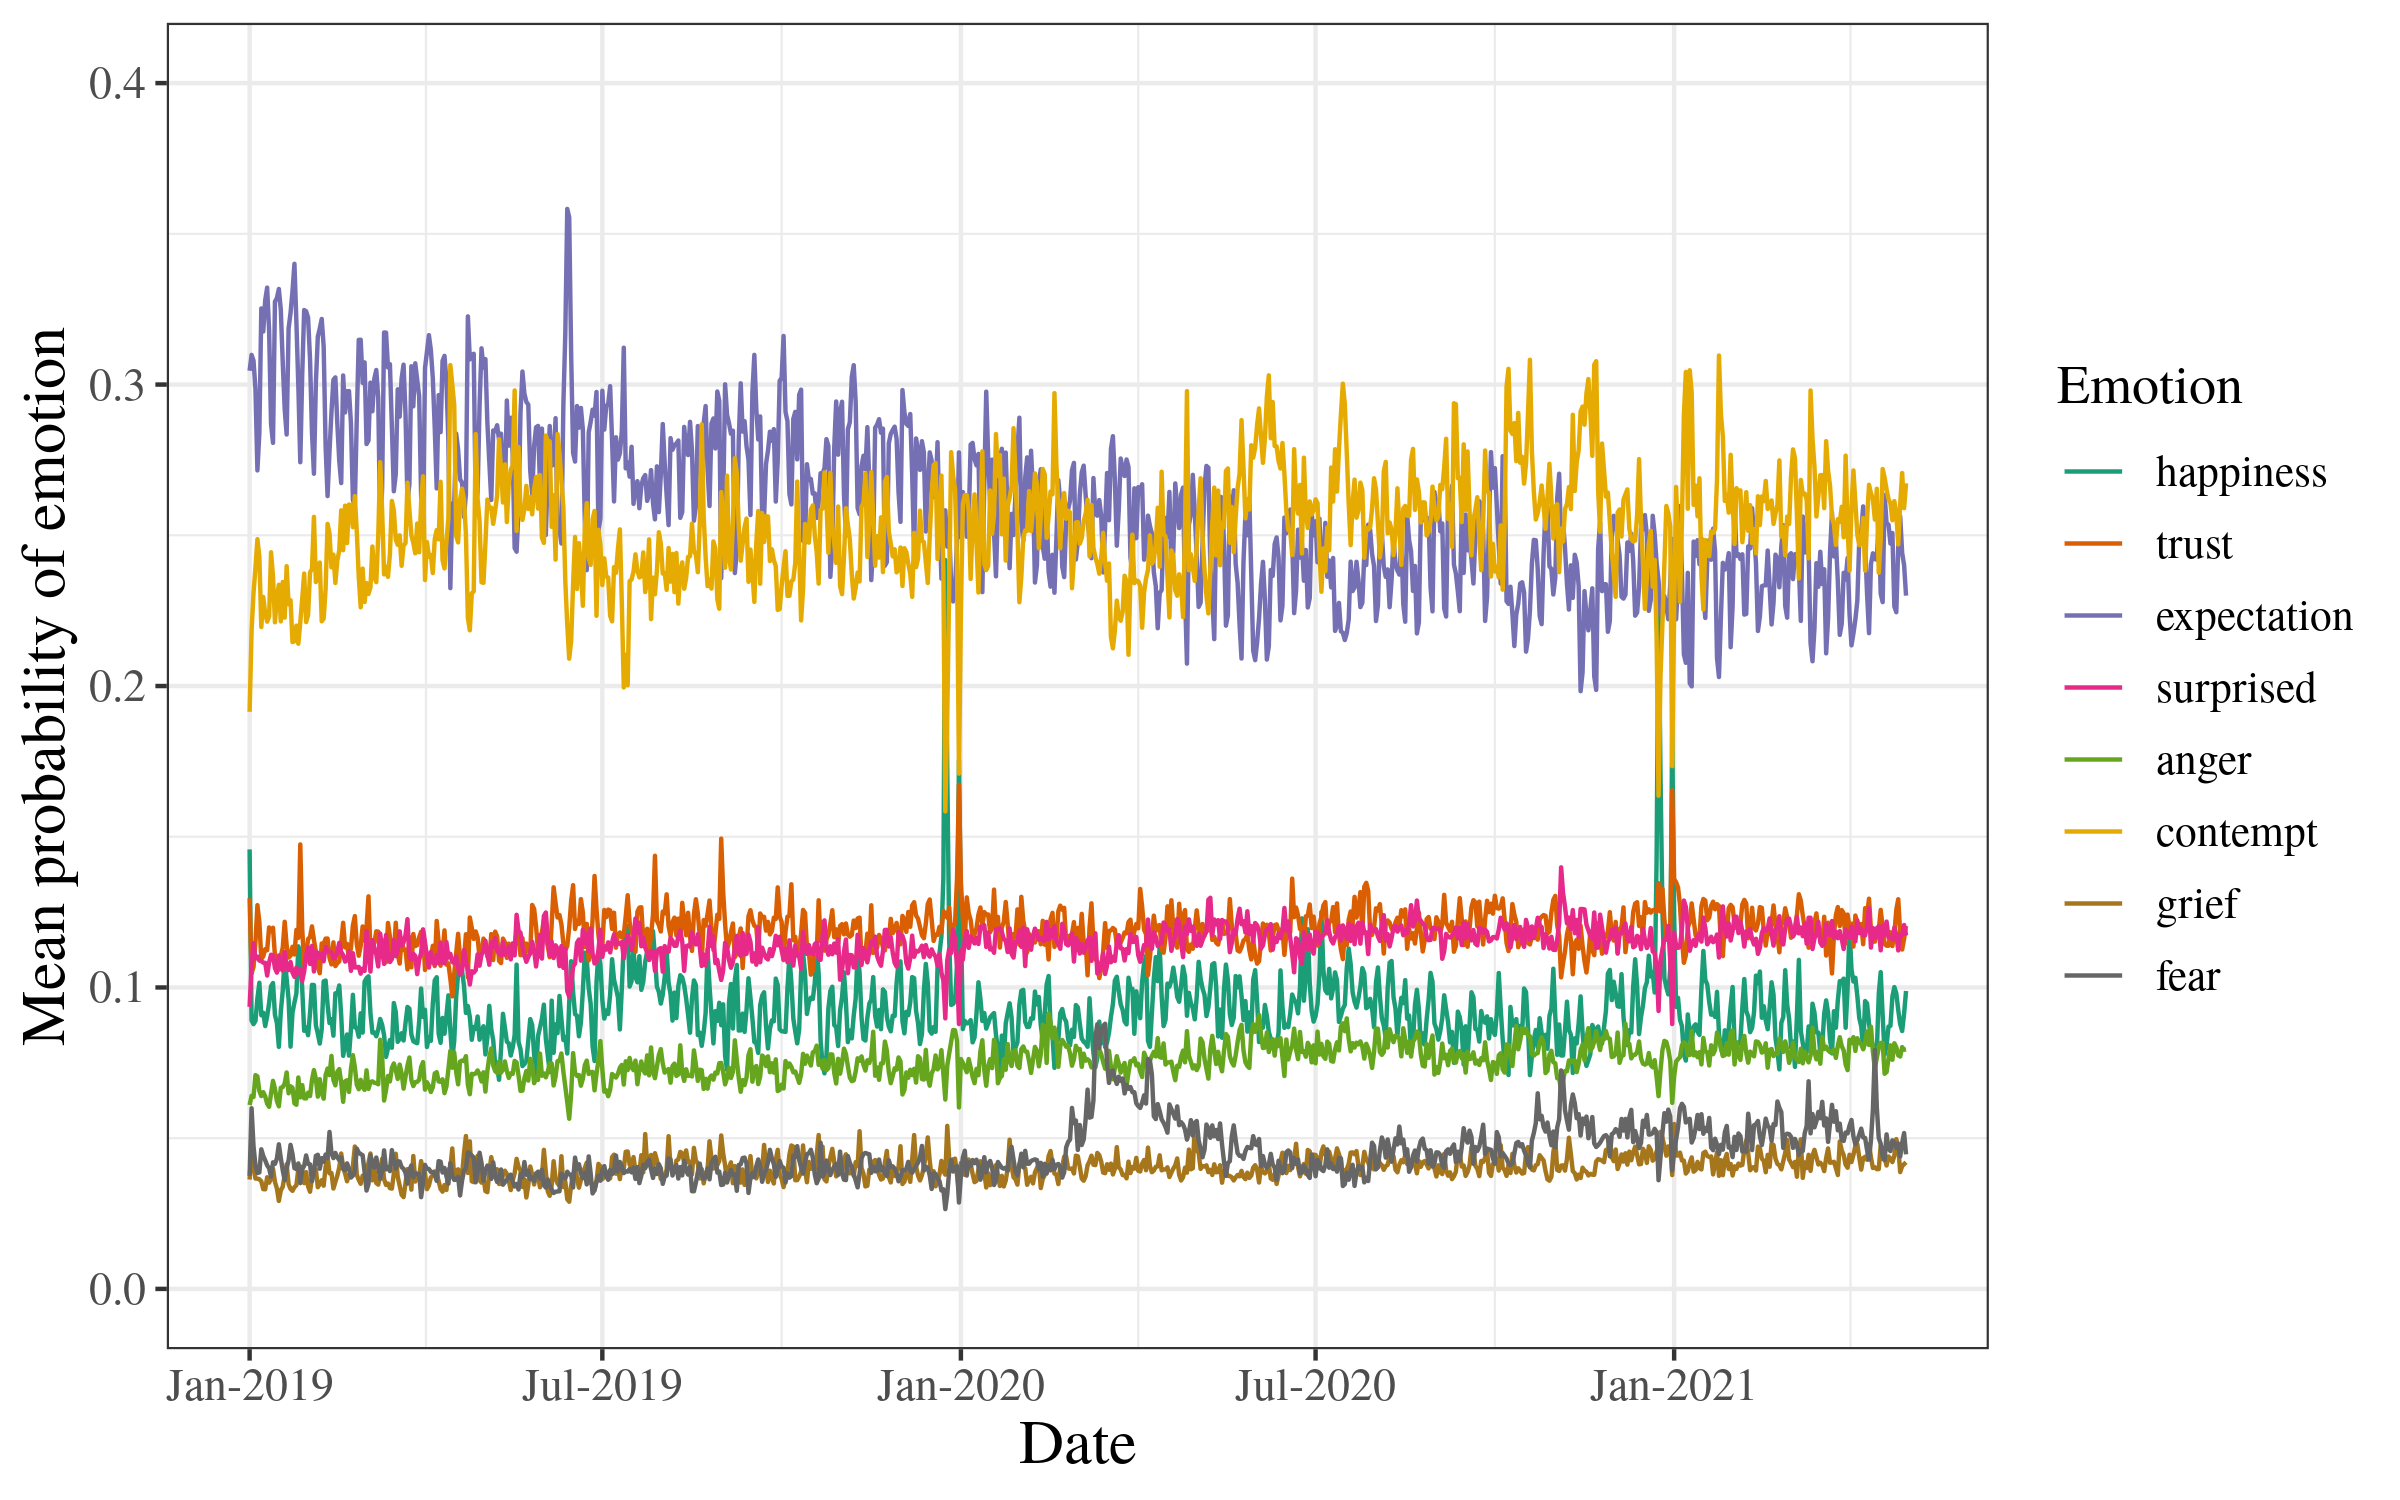 Mean probability of emotion
0.4
0.3
0.2
0.1
0.0
Jan-2019
Jul-2019
Jan-2020
Jul-2020
Jan-2021
Date
Emotion
happiness
trust
expectation
surprised
anger
contempt
grief
fear